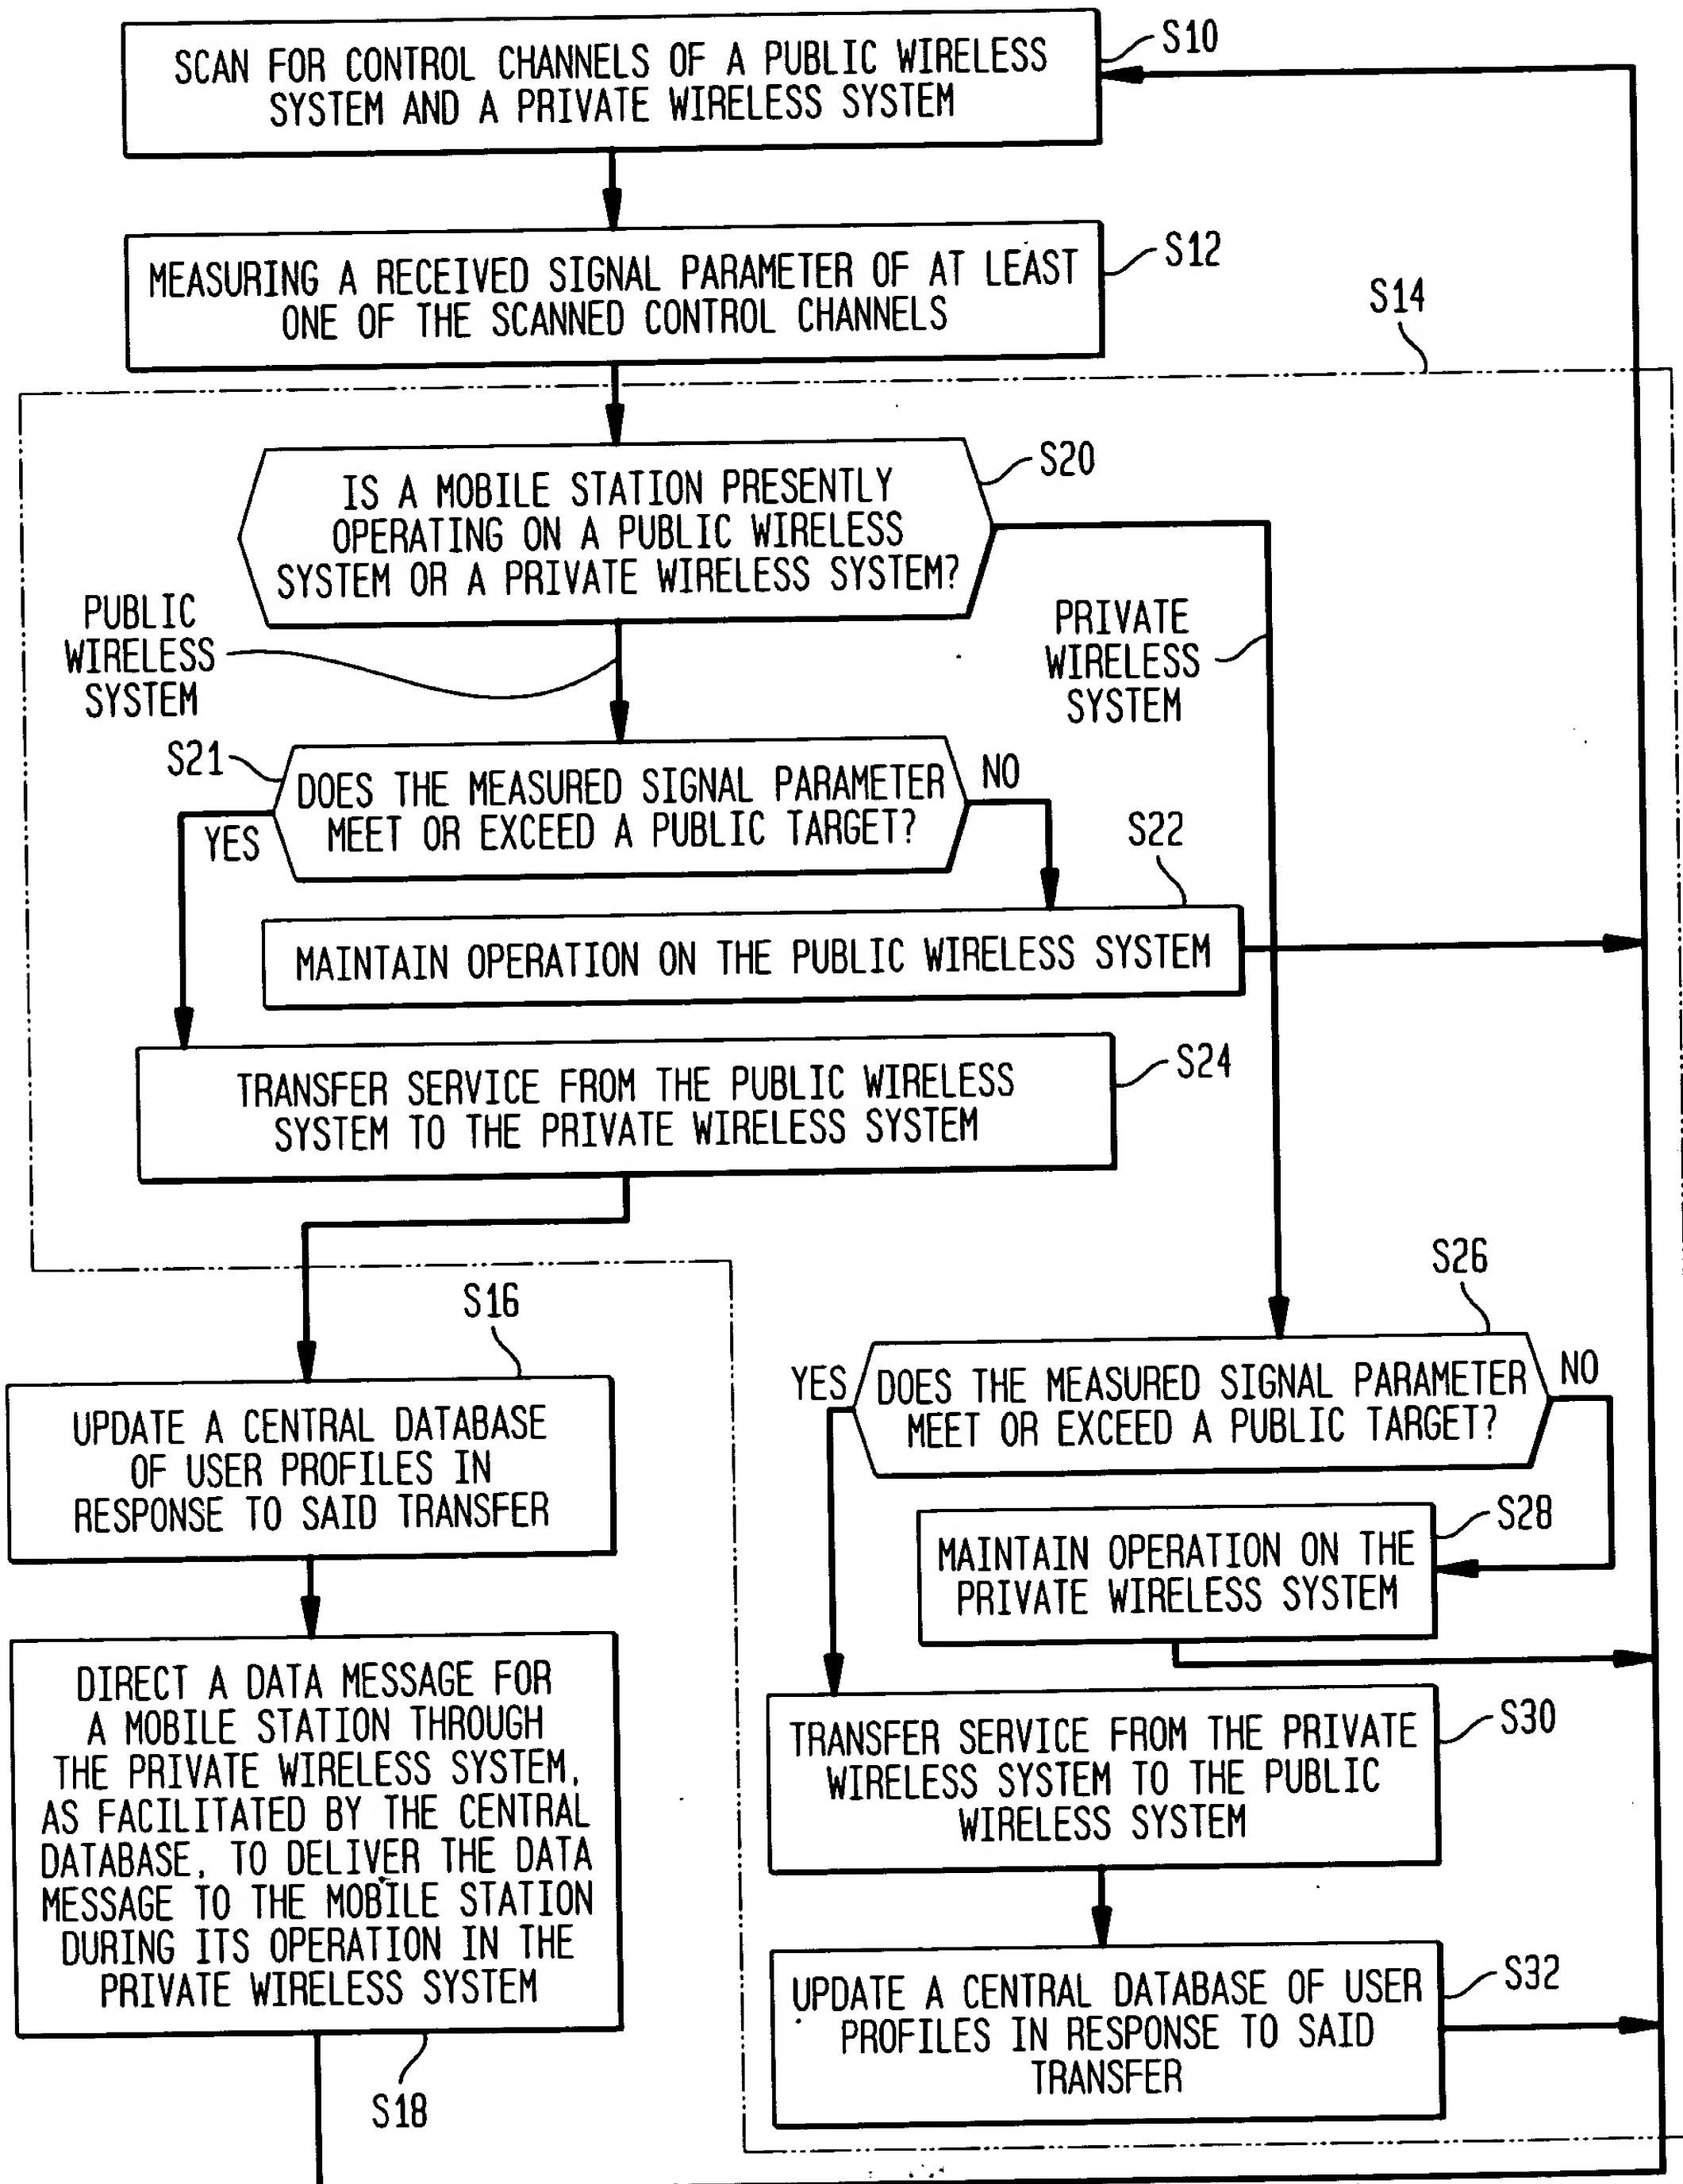 SCAN FOR CONTROL CHANNELS OF A PUBLIC WIRELESS
SYSTEM AND A PRIVATE WIRELESS SYSTEM
S10
MEASURING A RECEIVED SIGNAL PARAMETER OF AT LEAST
ONE OF THE SCANNED CONTROL CHANNELS
S12
S14
IS A MOBILE STATION PRESENTLY
OPERATING ON A PUBLIC WIRELESS
SYSTEM OR A PRIVATE WIRELESS SYSTEM?
S20
PUBLIC
WIRELESS
SYSTEM
PRIVATE
WIRELESS
SYSTEM
S21
DOES THE MEASURED SIGNAL PARAMETER
MEET OR EXCEED A PUBLIC TARGET?
NO
YES
S22
MAINTAIN OPERATION ON THE PUBLIC WIRELESS SYSTEM
TRANSFER SERVICE FROM THE PUBLIC WIRELESS
SYSTEM TO THE PRIVATE WIRELESS SYSTEM
S24
S16
UPDATE A CENTRAL DATABASE
OF USER PROFILES IN
RESPONSE TO SAID TRANSFER
S26
YES
DOES THE MEASURED SIGNAL PARAMETER
MEET OR EXCEED A PUBLIC TARGET?
NO
MAINTAIN OPERATION ON THE
PRIVATE WIRELESS SYSTEM
S28
DIRECT A DATA MESSAGE FOR
A MOBILE STATION THROUGH
THE PRIVATE WIRELESS SYSTEM,
AS FACILITATED BY THE CENTRAL
DATABASE, TO DELIVER THE DATA
MESSAGE TO THE MOBILE STATION
DURING ITS OPERATION IN THE
PRIVATE WIRELESS SYSTEM
S18
TRANSFER SERVICE FROM THE PRIVATE
WIRELESS SYSTEM TO THE PUBLIC
WIRELESS SYSTEM
S30
UPDATE A CENTRAL DATABASE OF USER
PROFILES IN RESPONSE TO SAID
TRANSFER
S32